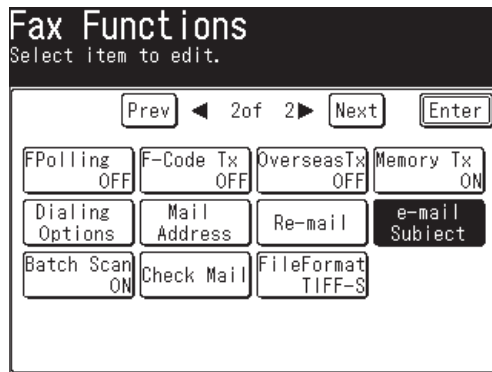 Fax Functions
Select item to edit.
Prev ◀ 2of 2▶ Next Enter
FPolling OFF
F-Code Tx OFF
OverseasTx OFF
Memory Tx ON
Dialing Options
Mail Address
Re-mail
e-mail Subiect
Batch Scan ON
Check Mail
FileFormat TIFF-S